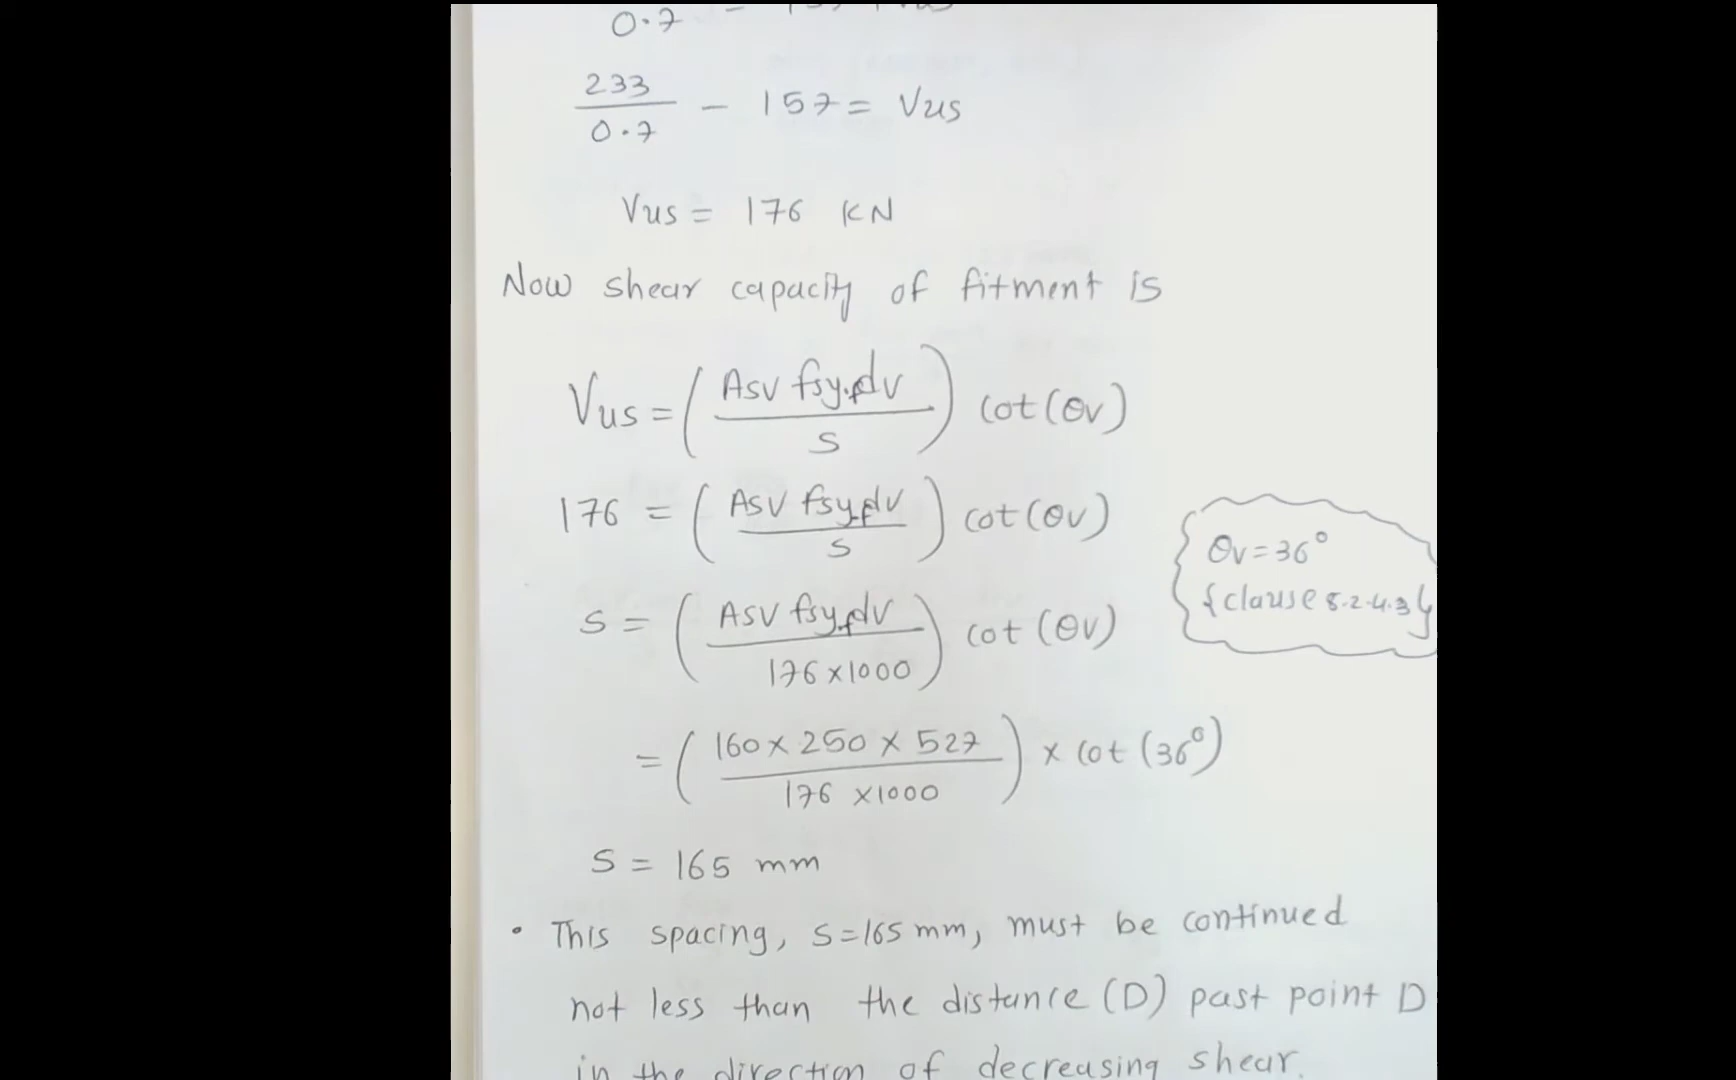 0.7
233/0.7 - 157 = Vus
Vus = 176 KN
Now shear capacity of fitment is
Vus = (Asv fsy.f dv / s) cot(θv)
176 = (Asv fsy.f dv / s) cot(θv)
s = (Asv fsy.f dv / 176×1000) cot(θv)
θv = 36°
{clause 8.2.4.3}
= (160 × 250 × 527 / 176 ×1000) × cot(36°)
s = 165 mm
• This spacing, s=165 mm, must be continued
not less than the distance (D) past point D
in the direction of decreasing shear.